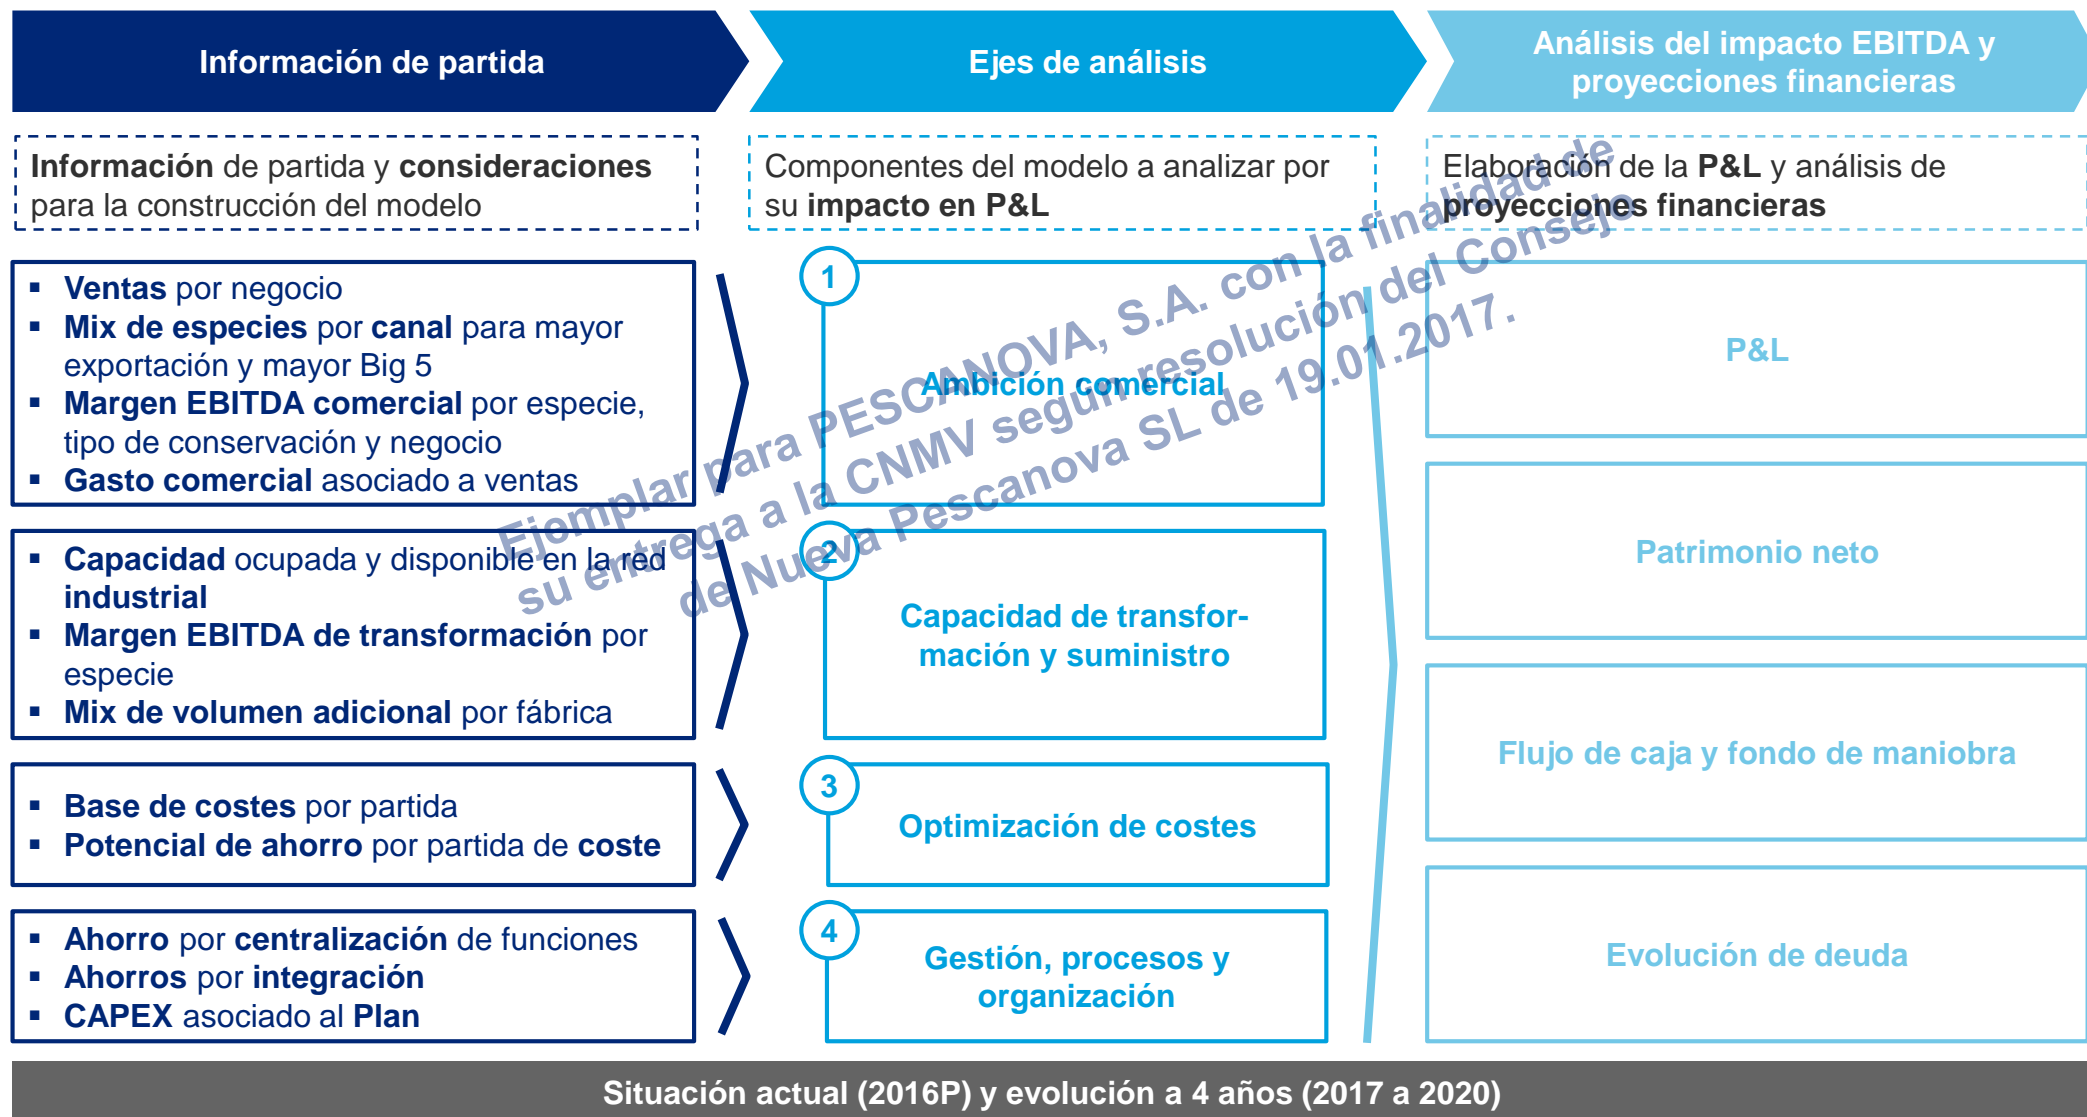 Información de partida
Ejes de análisis
Análisis del impacto EBITDA y
proyecciones financieras
Información de partida y consideraciones
para la construcción del modelo
Componentes del modelo a analizar por
su impacto en P&L
Elaboración de la P&L y análisis de
proyecciones financieras
▪ Ventas por negocio
▪ Mix de especies por canal para mayor
exportación y mayor Big 5
▪ Margen EBITDA comercial por especie,
tipo de conservación y negocio
▪ Gasto comercial asociado a ventas
1
Ambición comercial
▪ Capacidad ocupada y disponible en la red
industrial
▪ Margen EBITDA de transformación por
especie
▪ Mix de volumen adicional por fábrica
2
Capacidad de transfor-
mación y suministro
▪ Base de costes por partida
▪ Potencial de ahorro por partida de coste
3
Optimización de costes
▪ Ahorro por centralización de funciones
▪ Ahorros por integración
▪ CAPEX asociado al Plan
4
Gestión, procesos y
organización
P&L
Patrimonio neto
Flujo de caja y fondo de maniobra
Evolución de deuda
Ejemplar para PESCANOVA, S.A. con la finalidad de
su entrega a la CNMV según resolución del Consejo
de Nueva Pescanova SL de 19.01.2017.
Situación actual (2016P) y evolución a 4 años (2017 a 2020)